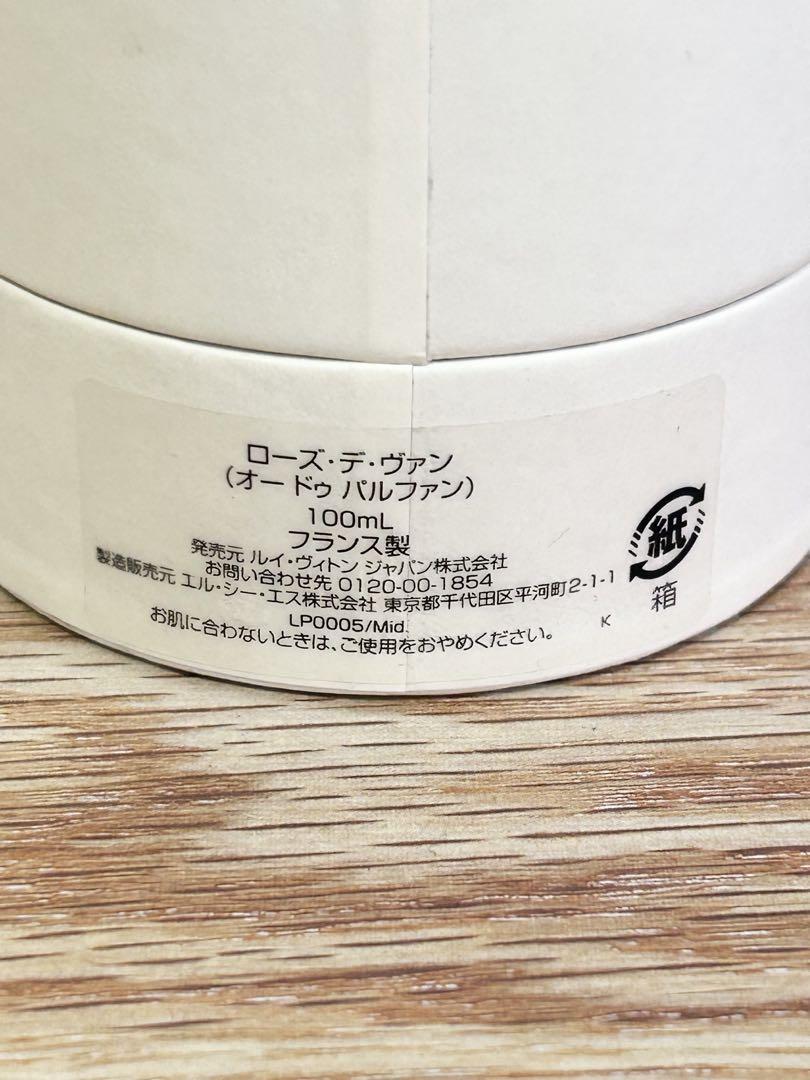 ローズ・デ・ヴァン
(オー ドゥ パルファン)
100mL
フランス製
発売元 ルイ・ヴィトン ジャパン株式会社
お問い合わせ先 0120-00-1854
製造販売元 エル・シー・エス株式会社 東京都千代田区平河町2-1-1
LP0005/Mid
お肌に合わないときは、ご使用をおやめください。
K
紙
箱